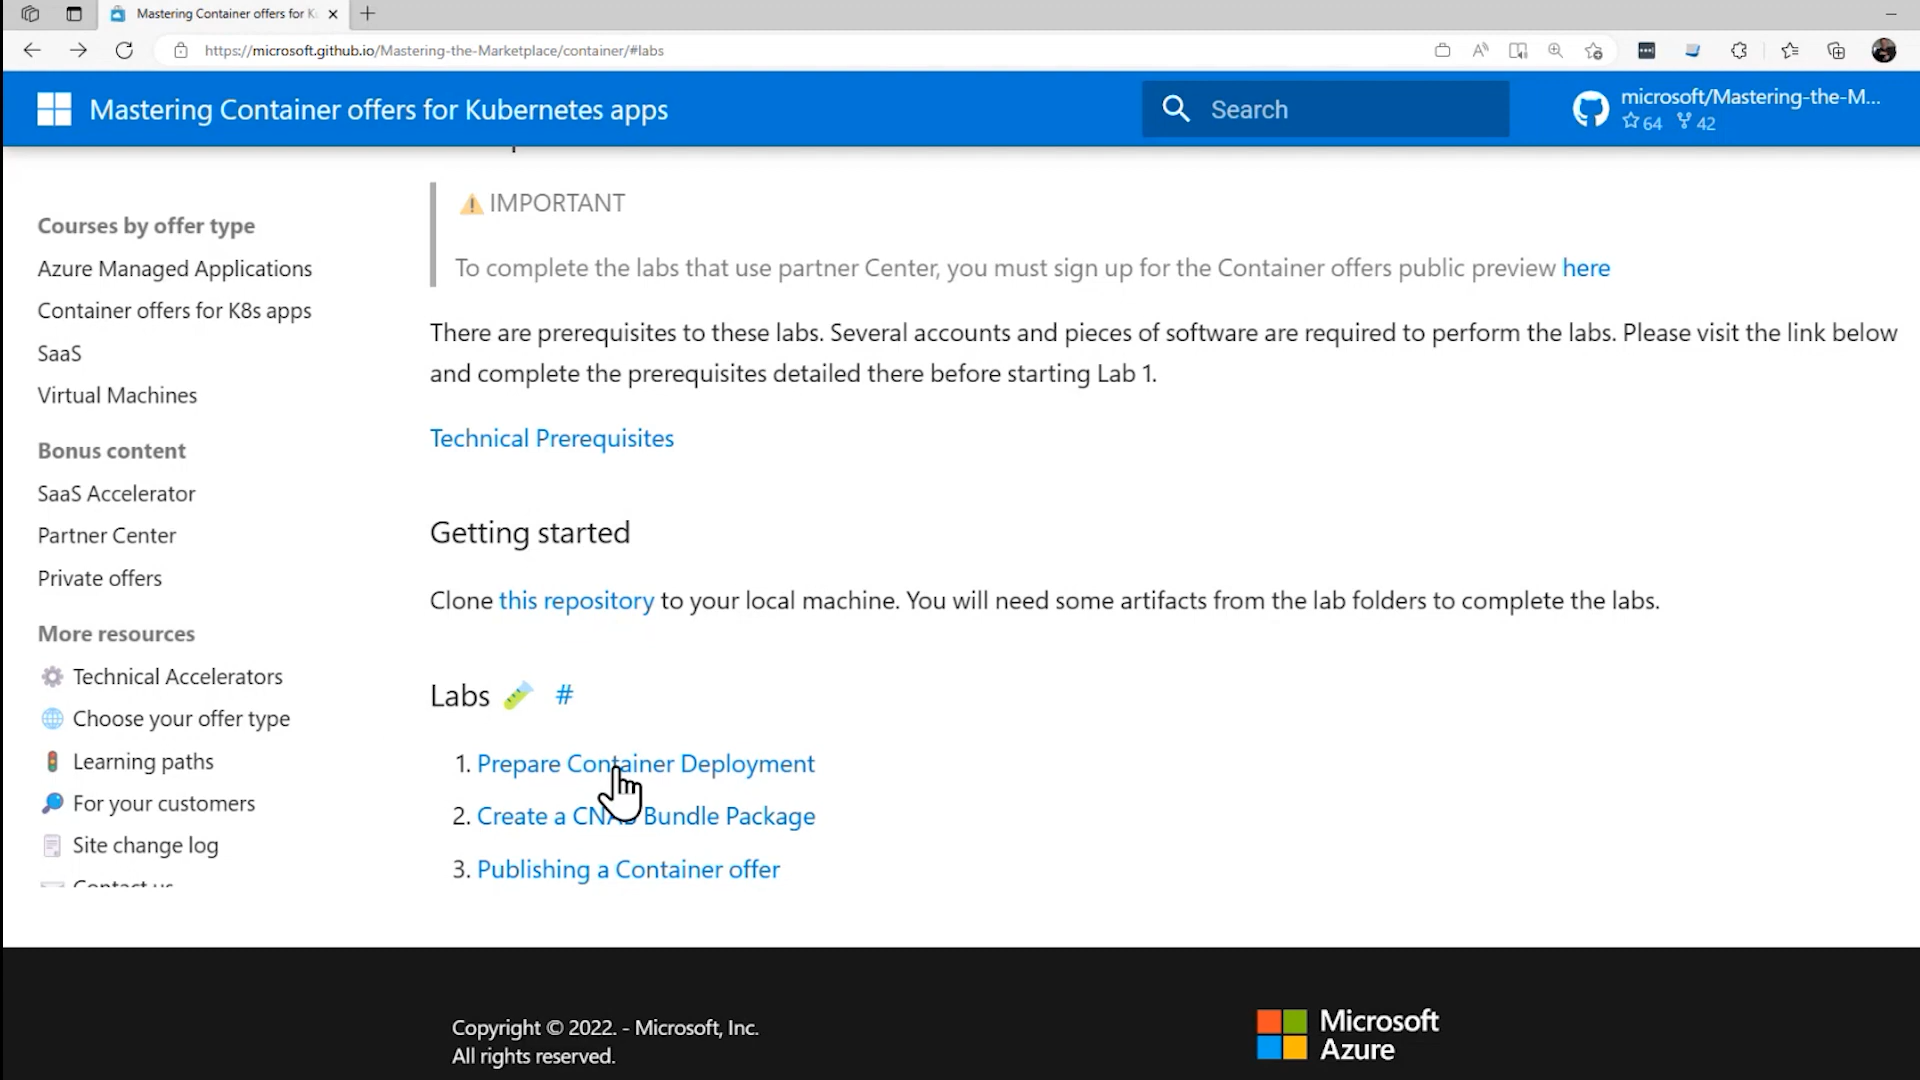 Mastering Container offers for K
https://microsoft.github.io/Mastering-the-Marketplace/container/#labs
Mastering Container offers for Kubernetes apps
Search
microsoft/Mastering-the-M...
64 42
Courses by offer type
Azure Managed Applications
Container offers for K8s apps
SaaS
Virtual Machines
Bonus content
SaaS Accelerator
Partner Center
Private offers
More resources
Technical Accelerators
Choose your offer type
Learning paths
For your customers
Site change log
Contact us
IMPORTANT
To complete the labs that use partner Center, you must sign up for the Container offers public preview here
There are prerequisites to these labs. Several accounts and pieces of software are required to perform the labs. Please visit the link below
and complete the prerequisites detailed there before starting Lab 1.
Technical Prerequisites
Getting started
Clone this repository to your local machine. You will need some artifacts from the lab folders to complete the labs.
Labs #
1. Prepare Container Deployment
2. Create a CNAB Bundle Package
3. Publishing a Container offer
Copyright © 2022. - Microsoft, Inc.
All rights reserved.
Microsoft
Azure